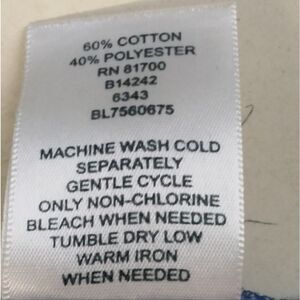 60% COTTON
40% POLYESTER
RN 81700
B14242
6343
BL7560675
MACHINE WASH COLD
SEPARATELY
GENTLE CYCLE
ONLY NON-CHLORINE
BLEACH WHEN NEEDED
TUMBLE DRY LOW
WARM IRON
WHEN NEEDED